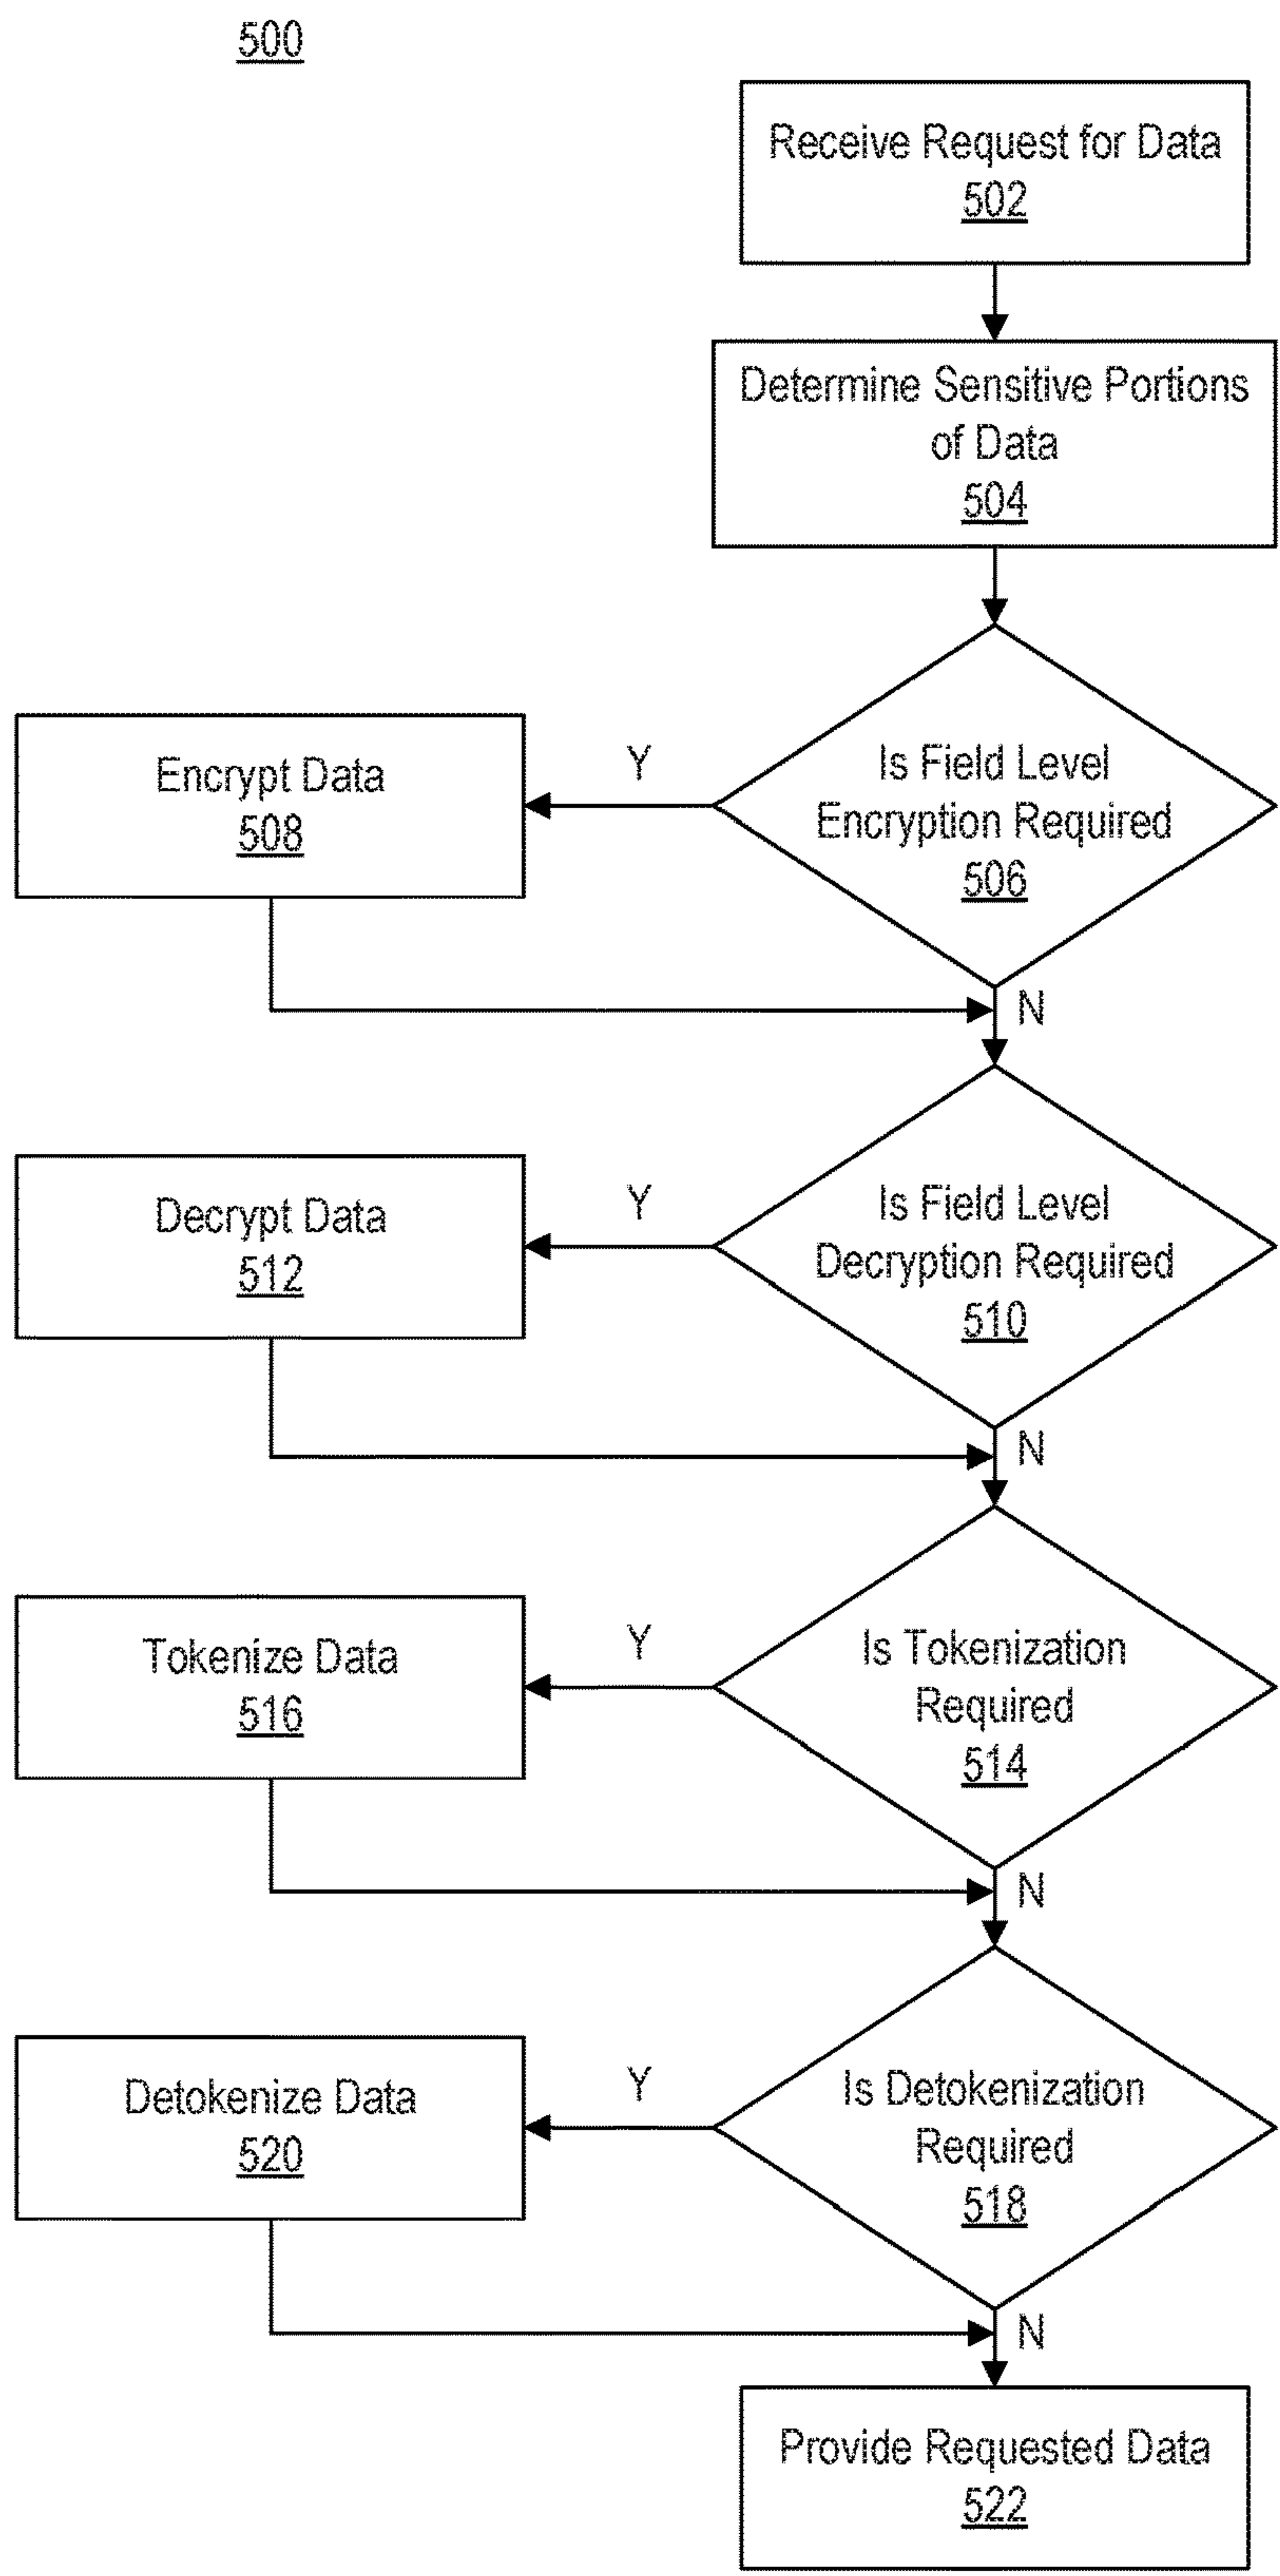 500
Receive Request for Data
502
Determine Sensitive Portions
of Data
504
Is Field Level
Encryption Required
506
Y
Encrypt Data
508
N
Is Field Level
Decryption Required
510
Y
Decrypt Data
512
N
Is Tokenization
Required
514
Y
Tokenize Data
516
N
Is Detokenization
Required
518
Y
Detokenize Data
520
N
Provide Requested Data
522